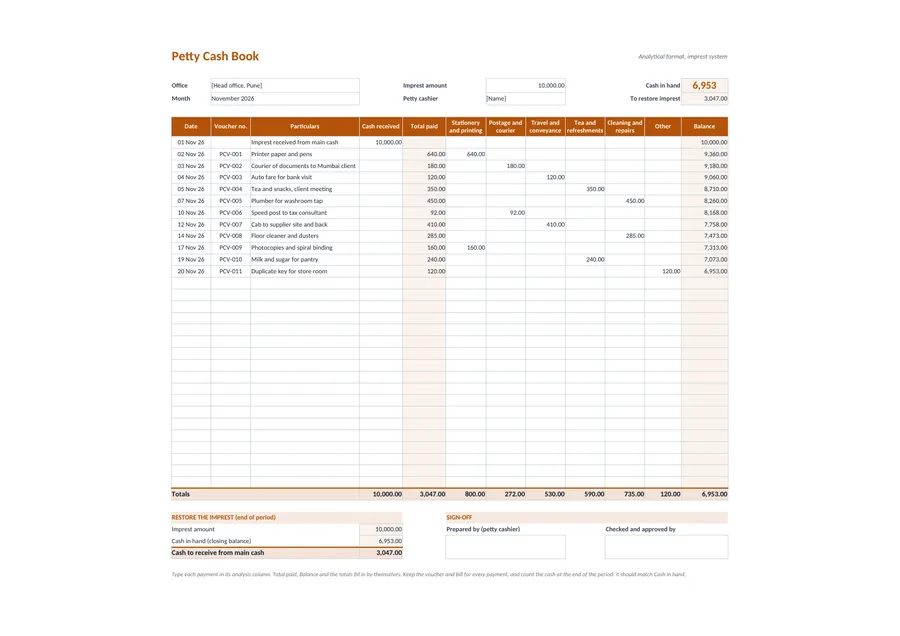 Petty Cash Book
Analytical format, imprest system
Office [Head office, Pune] Imprest amount 10,000.00 Cash in hand 6,953
Month November 2026 Petty cashier [Name] To restore imprest 3,047.00
Date Voucher no. Particulars Cash received Total paid Stationery and printing Postage and courier Travel and conveyance Tea and refreshments Cleaning and repairs Other Balance
01 Nov 26 Imprest received from main cash 10,000.00 10,000.00
02 Nov 26 PCV-001 Printer paper and pens 640.00 640.00 9,360.00
03 Nov 26 PCV-002 Courier of documents to Mumbai client 180.00 180.00 9,180.00
04 Nov 26 PCV-003 Auto fare for bank visit 120.00 120.00 9,060.00
05 Nov 26 PCV-004 Tea and snacks, client meeting 350.00 350.00 8,710.00
07 Nov 26 PCV-005 Plumber for washroom tap 450.00 450.00 8,260.00
10 Nov 26 PCV-006 Speed post to tax consultant 92.00 92.00 8,168.00
12 Nov 26 PCV-007 Cab to supplier site and back 410.00 410.00 7,758.00
14 Nov 26 PCV-008 Floor cleaner and dusters 285.00 285.00 7,473.00
17 Nov 26 PCV-009 Photocopies and spiral binding 160.00 160.00 7,313.00
19 Nov 26 PCV-010 Milk and sugar for pantry 240.00 240.00 7,073.00
20 Nov 26 PCV-011 Duplicate key for store room 120.00 120.00 6,953.00
Totals 10,000.00 3,047.00 800.00 272.00 530.00 590.00 735.00 120.00 6,953.00
RESTORE THE IMPREST (end of period) SIGN-OFF
Imprest amount 10,000.00 Prepared by (petty cashier) Checked and approved by
Cash in hand (closing balance) 6,953.00
Cash to receive from main cash 3,047.00
Type each payment in its analysis column. Total paid, Balance and the totals fill in by themselves. Keep the voucher and bill for every payment, and count the cash at the end of the period: it should match Cash in hand.